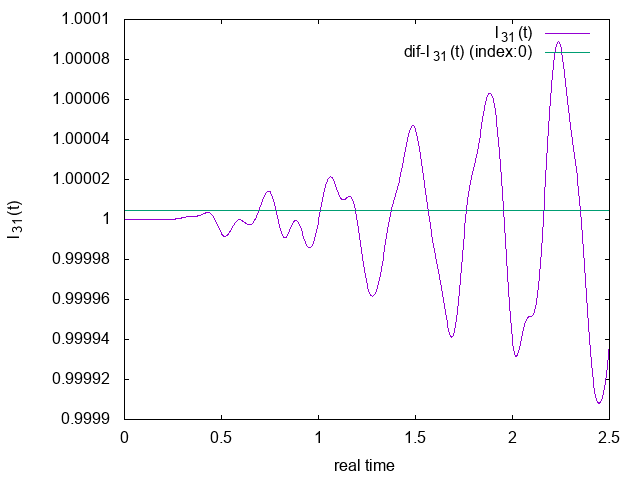 1.0001
1.00008
1.00006
1.00004
1.00002
1
0.99998
0.99996
0.99994
0.99992
0.9999
I31(t)
I31(t)
dif-I31(t) (index:0)
0 0.5 1 1.5 2 2.5
real time